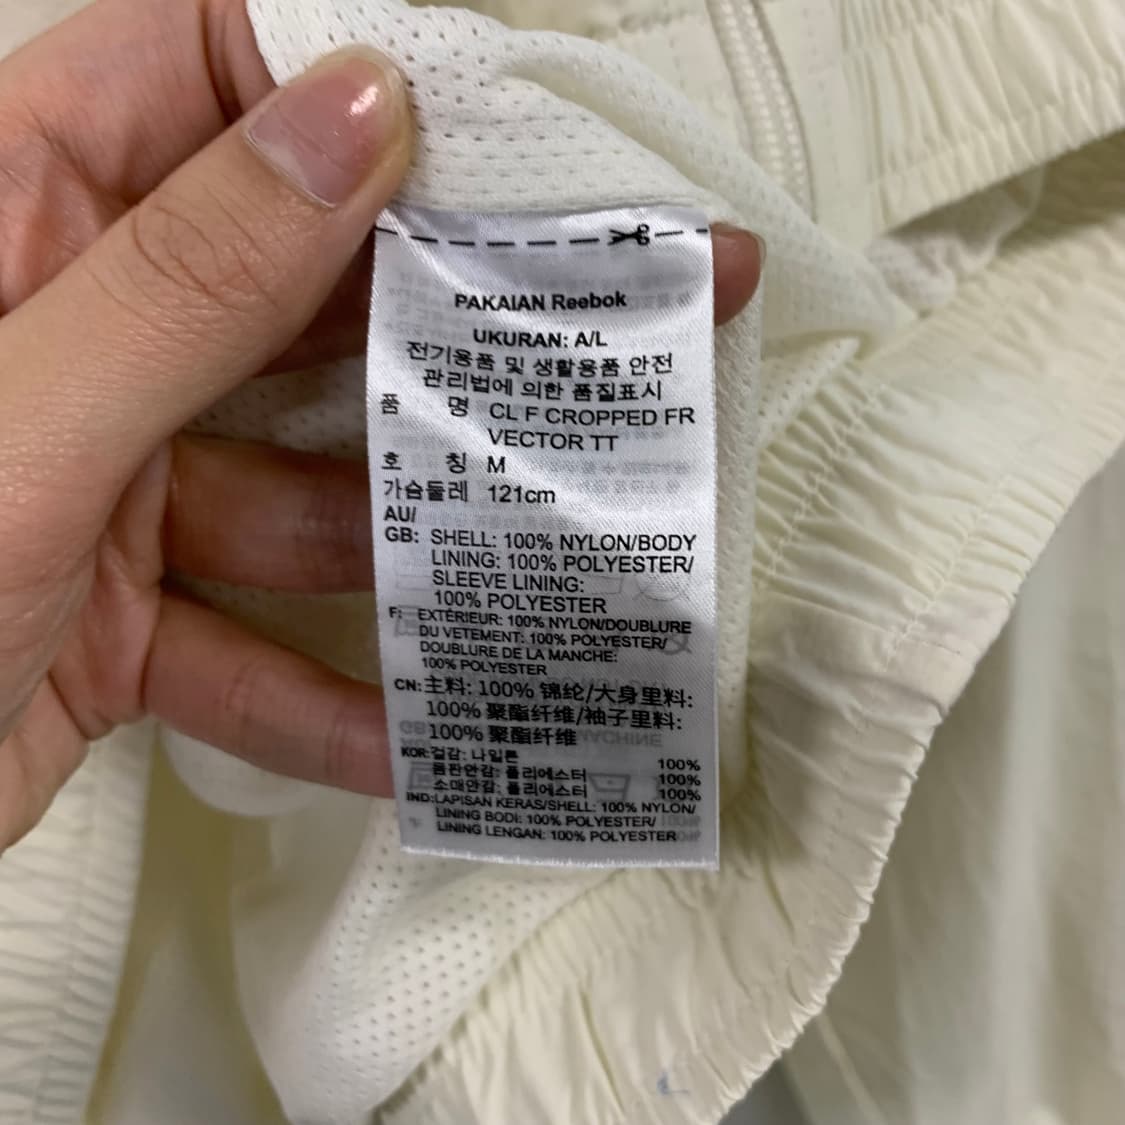 PAKAIAN Reebok
UKURAN: A/L
전기용품 및 생활용품 안전
관리법에 의한 품질표시
품 명 CL F CROPPED FR
VECTOR TT
호 칭 M
가슴둘레 121cm
AU/
GB: SHELL: 100% NYLON/BODY
LINING: 100% POLYESTER/
SLEEVE LINING:
100% POLYESTER
F: EXTÉRIEUR: 100% NYLON/DOUBLURE
DU VETEMENT: 100% POLYESTER/
DOUBLURE DE LA MANCHE:
100% POLYESTER
CN: 主料: 100% 锦纶/大身里料:
100% 聚酯纤维/袖子里料:
100% 聚酯纤维
KOR: 겉감: 나일론 100%
몸판안감: 폴리에스터 100%
소매안감: 폴리에스터 100%
IND: LAPISAN KERAS/SHELL: 100% NYLON/
LINING BODI: 100% POLYESTER/
LINING LENGAN: 100% POLYESTER